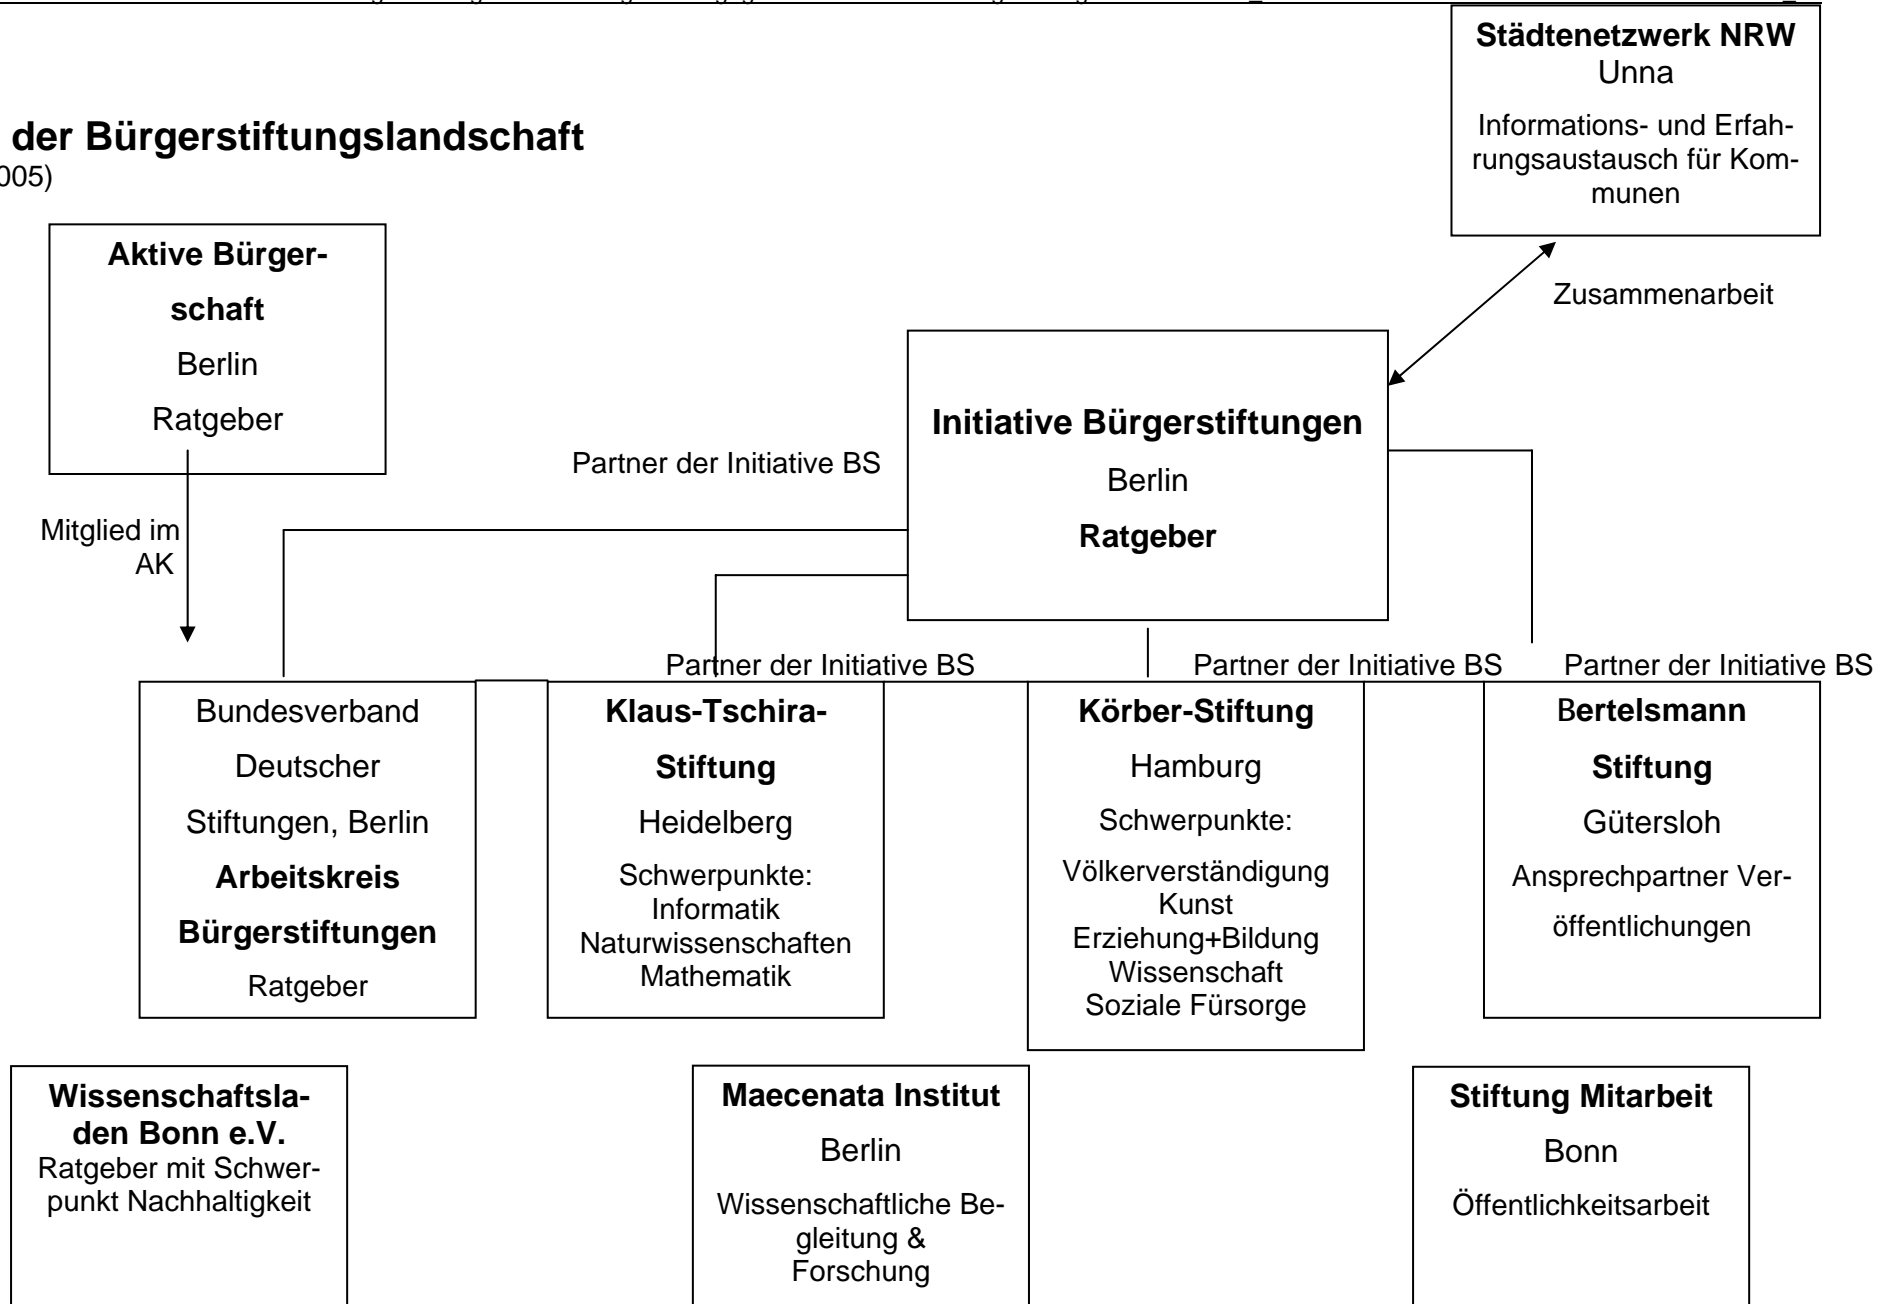 Städtenetzwerk NRW
Unna
Informations- und Erfah-
rungsaustausch für Kom-
munen
der Bürgerstiftungslandschaft
005)
Aktive Bürger-
schaft
Berlin
Ratgeber
Zusammenarbeit
Initiative Bürgerstiftungen
Berlin
Ratgeber
Partner der Initiative BS
Mitglied im
AK
Partner der Initiative BS
Partner der Initiative BS
Partner der Initiative BS
Bundesverband
Deutscher
Stiftungen, Berlin
Arbeitskreis
Bürgerstiftungen
Ratgeber
Klaus-Tschira-
Stiftung
Heidelberg
Schwerpunkte:
Informatik
Naturwissenschaften
Mathematik
Körber-Stiftung
Hamburg
Schwerpunkte:
Völkerverständigung
Kunst
Erziehung+Bildung
Wissenschaft
Soziale Fürsorge
Bertelsmann
Stiftung
Gütersloh
Ansprechpartner Ver-
öffentlichungen
Wissenschaftsla-
den Bonn e.V.
Ratgeber mit Schwer-
punkt Nachhaltigkeit
Maecenata Institut
Berlin
Wissenschaftliche Be-
gleitung &
Forschung
Stiftung Mitarbeit
Bonn
Öffentlichkeitsarbeit